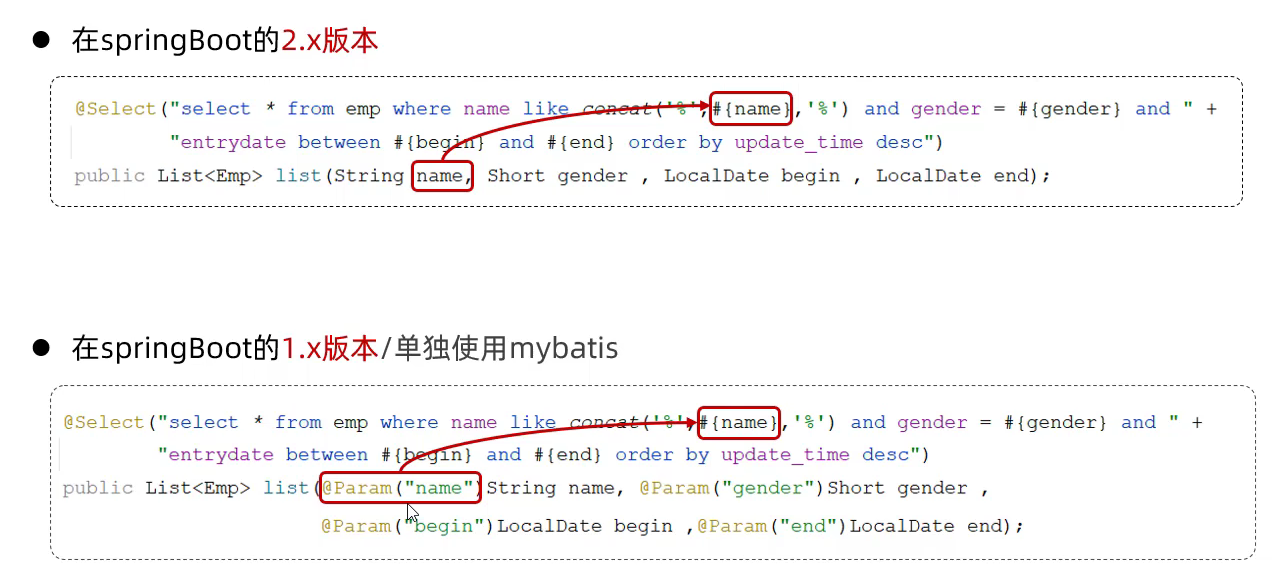 ● 在springBoot的2.x版本
@Select("select * from emp where name like concat('%',#{name},'%') and gender = #{gender} and " +
"entrydate between #{begin} and #{end} order by update_time desc")
public List<Emp> list(String name, Short gender , LocalDate begin , LocalDate end);
● 在springBoot的1.x版本/单独使用mybatis
@Select("select * from emp where name like concat('%',#{name},'%') and gender = #{gender} and " +
"entrydate between #{begin} and #{end} order by update_time desc")
public List<Emp> list(@Param("name")String name, @Param("gender")Short gender ,
@Param("begin")LocalDate begin ,@Param("end")LocalDate end);